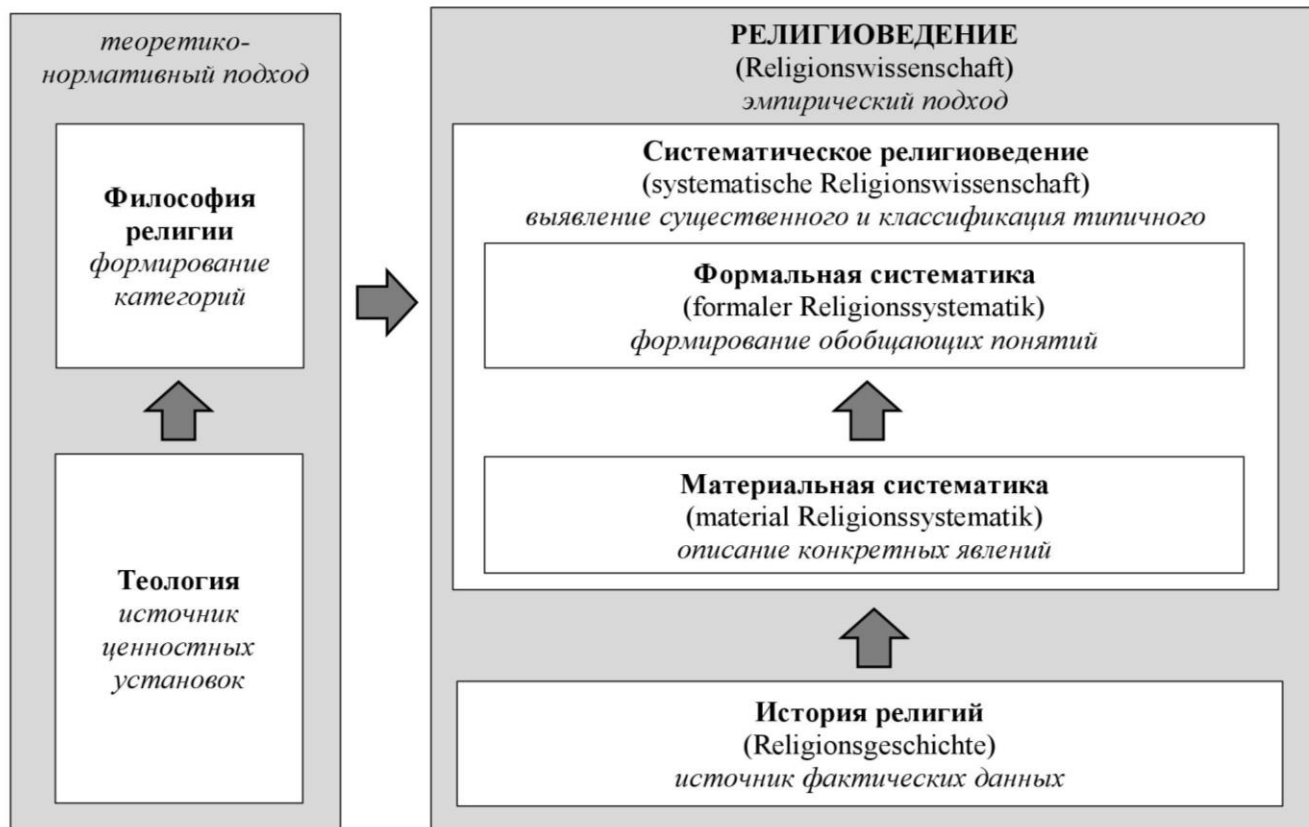 теоретико-
нормативный подход
Философия
религии
формирование
категорий
Теология
источник
ценностных
установок
РЕЛИГИОВЕДЕНИЕ
(Religionswissenschaft)
эмпирический подход
Систематическое религиоведение
(systematische Religionswissenschaft)
выявление существенного и классификация типичного
Формальная систематика
(formaler Religionssystematik)
формирование обобщающих понятий
Материальная систематика
(material Religionssystematik)
описание конкретных явлений
История религий
(Religionsgeschichte)
источник фактических данных